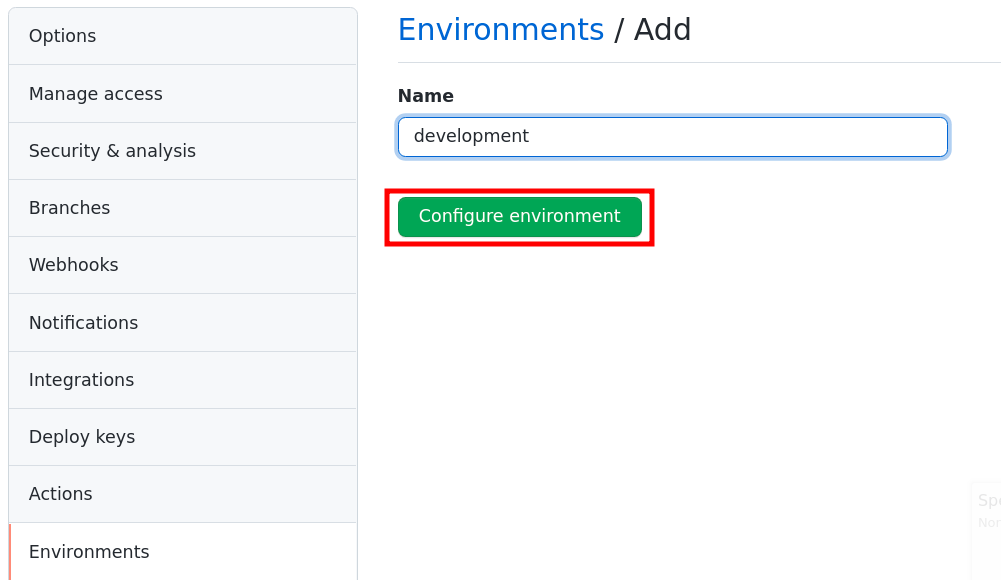 Options
Manage access
Security & analysis
Branches
Webhooks
Notifications
Integrations
Deploy keys
Actions
Environments
Environments / Add
Name
development
Configure environment